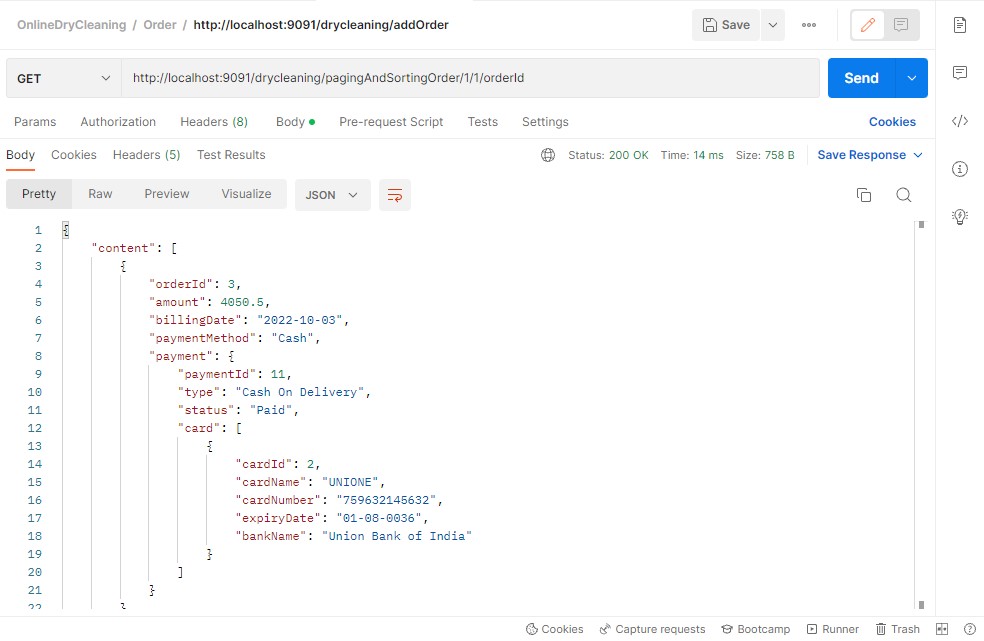 OnlineDryCleaning / Order / http://localhost:9091/drycleaning/addOrder Save
GET http://localhost:9091/drycleaning/pagingAndSortingOrder/1/1/orderId Send
Params Authorization Headers (8) Body Pre-request Script Tests Settings Cookies
Body Cookies Headers (5) Test Results Status: 200 OK Time: 14 ms Size: 758 B Save Response
Pretty Raw Preview Visualize JSON
1 {
2 "content": [
3 {
4 "orderId": 3,
5 "amount": 4050.5,
6 "billingDate": "2022-10-03",
7 "paymentMethod": "Cash",
8 "payment": {
9 "paymentId": 11,
10 "type": "Cash On Delivery",
11 "status": "Paid",
12 "card": [
13 {
14 "cardId": 2,
15 "cardName": "UNIONE",
16 "cardNumber": "759632145632",
17 "expiryDate": "01-08-0036",
18 "bankName": "Union Bank of India"
19 }
20 ]
21 }
22 }
Cookies Capture requests Bootcamp Runner Trash